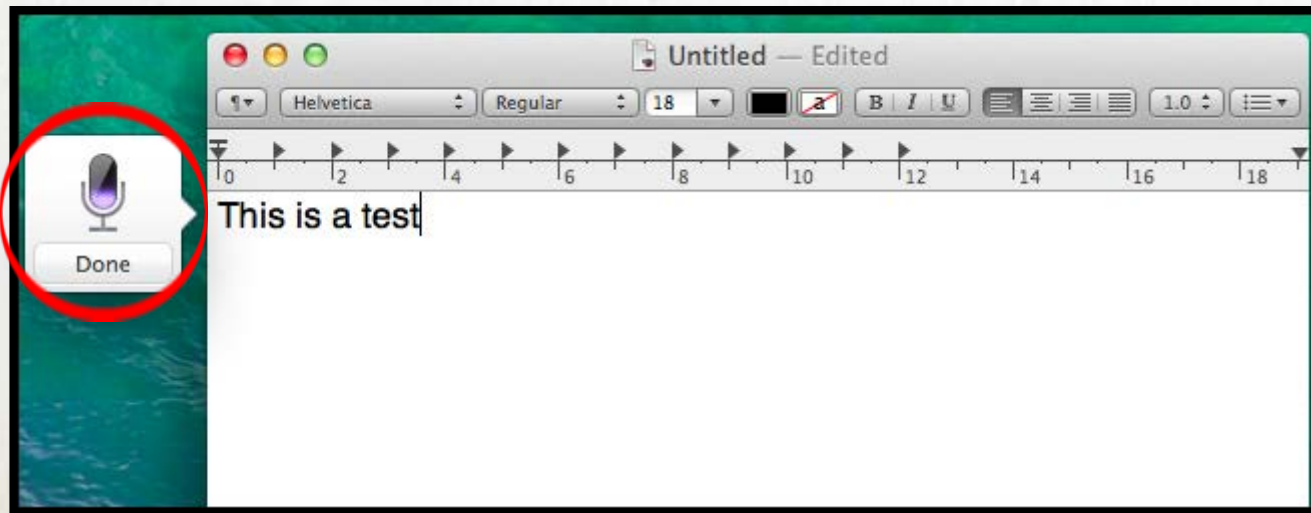 Untitled — Edited
¶ Helvetica Regular 18 a B I U 1.0
0 2 4 6 8 10 12 14 16 18
This is a test
Done